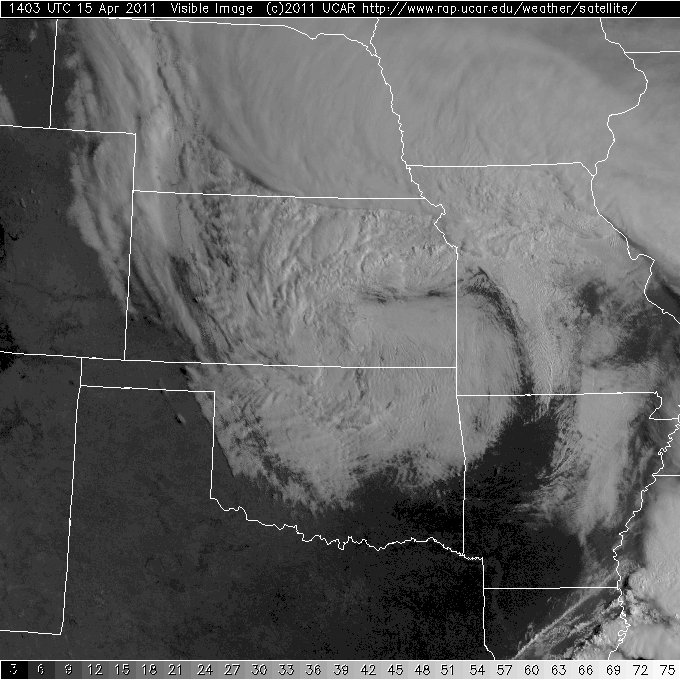 1403 UTC 15 Apr 2011 Visible Image (c)2011 UCAR http://www.rap.ucar.edu/weather/satellite/
3 6 9 12 15 18 21 24 27 30 33 36 39 42 45 48 51 54 57 60 63 66 69 72 75